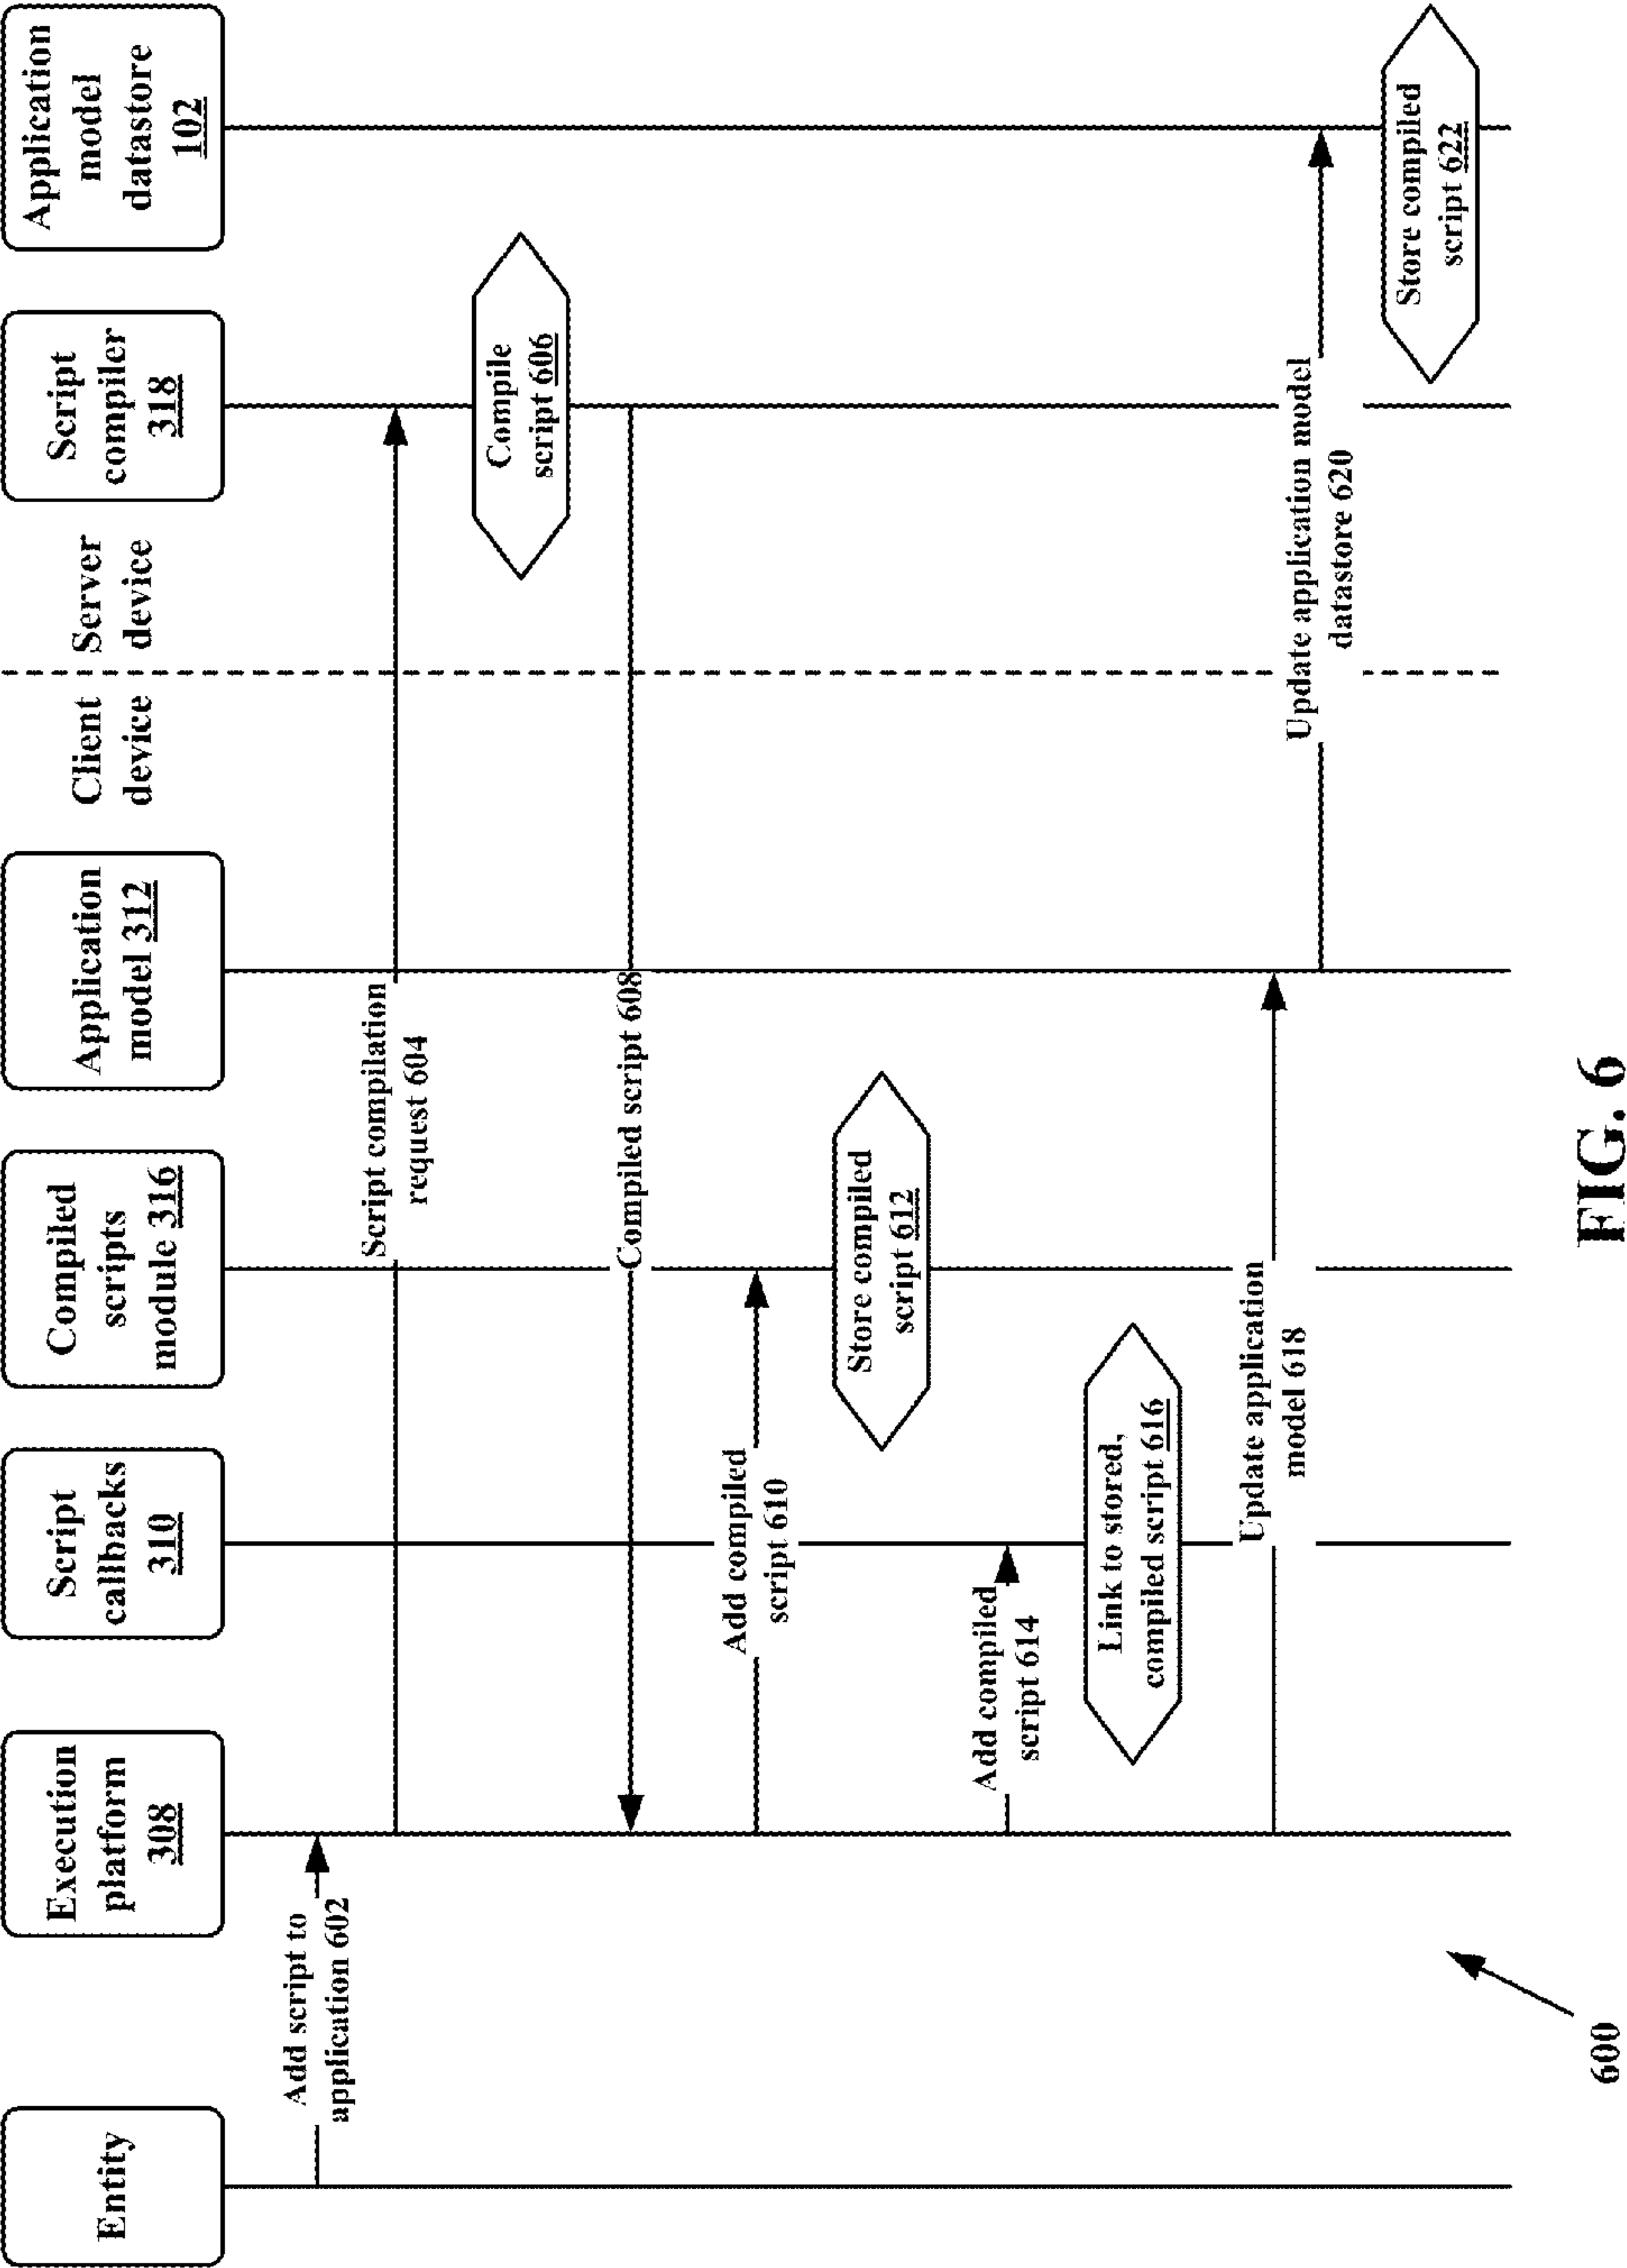 Entity
Execution
platform
308
Script
callbacks
310
Compiled
scripts
module 316
Application
model 312
Client
device
Server
device
Script
compiler
318
Application
model
datastore
102
Add script to
application 602
Script compilation
request 604
Compile
script 606
Compiled script 608
Add compiled
script 610
Store compiled
script 612
Add compiled
script 614
Link to stored,
compiled script 616
Update application
model 618
Update application model
datastore 620
Store compiled
script 622
600
FIG. 6